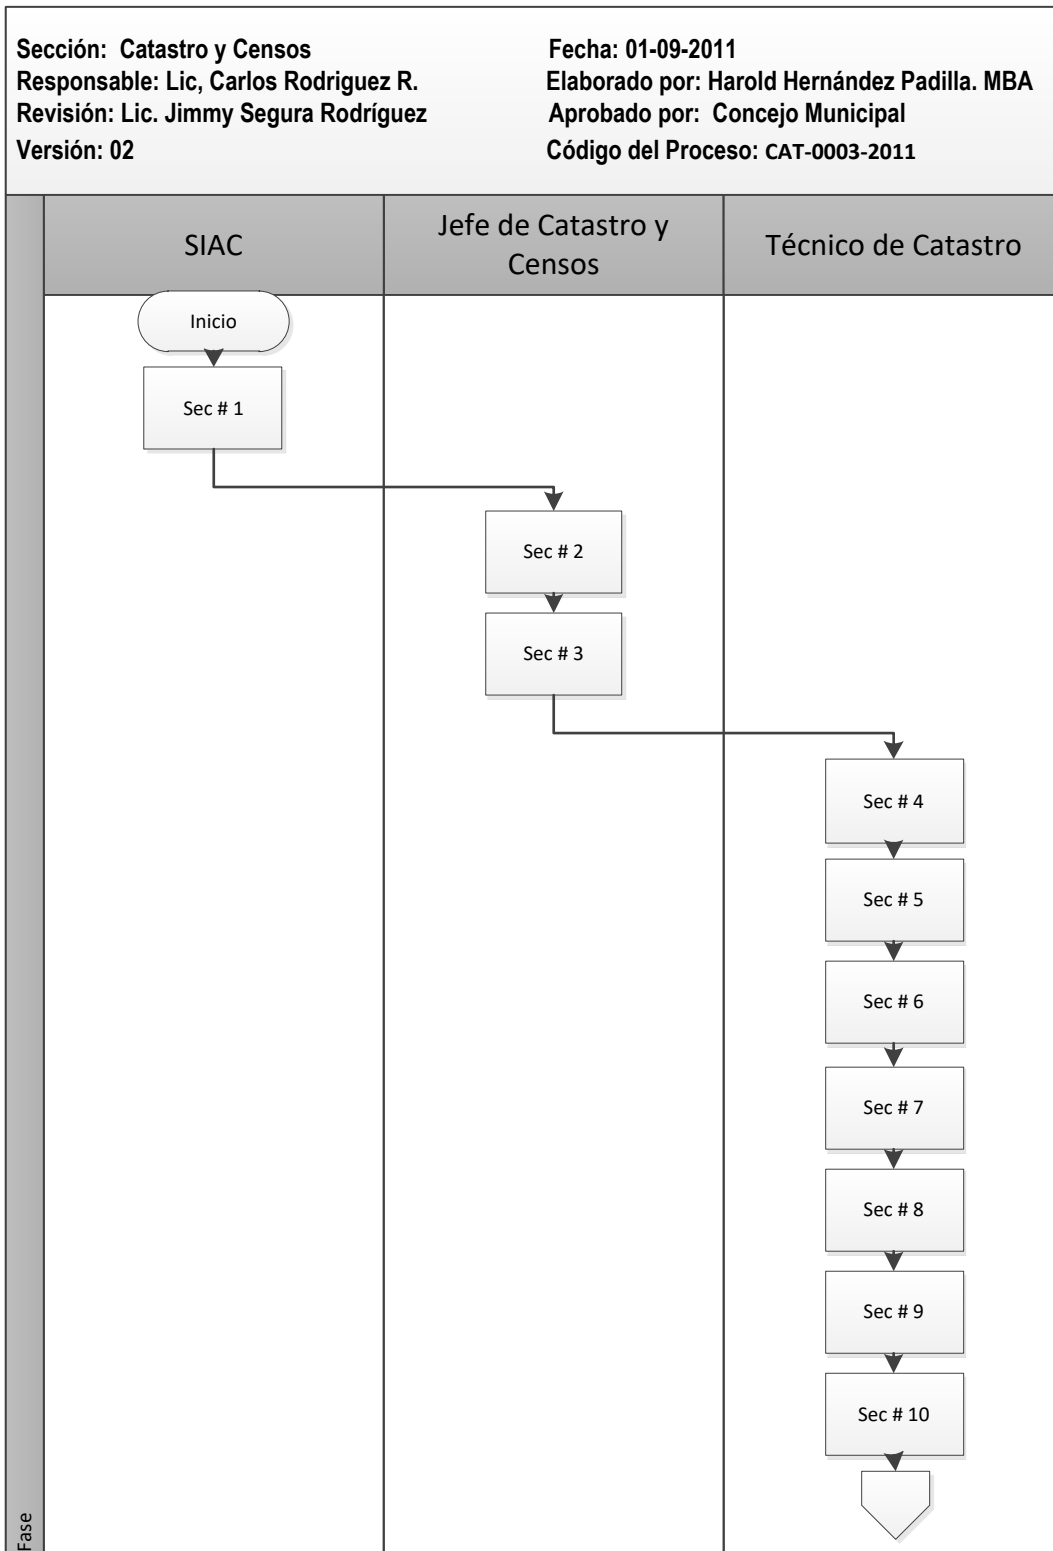 Sección: Catastro y Censos
Fecha: 01-09-2011
Responsable: Lic, Carlos Rodriguez R.
Elaborado por: Harold Hernández Padilla. MBA
Revisión: Lic. Jimmy Segura Rodríguez
Aprobado por: Concejo Municipal
Versión: 02
Código del Proceso: CAT-0003-2011
SIAC
Jefe de Catastro y
Censos
Técnico de Catastro
Inicio
Sec # 1
Sec # 2
Sec # 3
Sec # 4
Sec # 5
Sec # 6
Sec # 7
Sec # 8
Sec # 9
Sec # 10
Fase